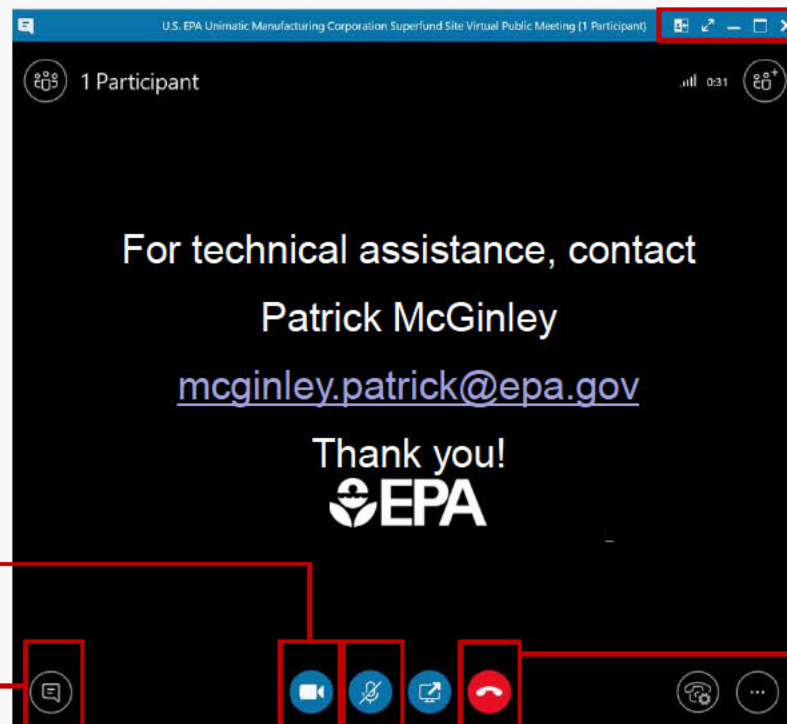 U.S. EPA Unimatic Manufacturing Corporation Superfund Site Virtual Public Meeting (1 Participant)
1 Participant
0:31
For technical assistance, contact
Patrick McGinley
mcginley.patrick@epa.gov
Thank you!
EPA